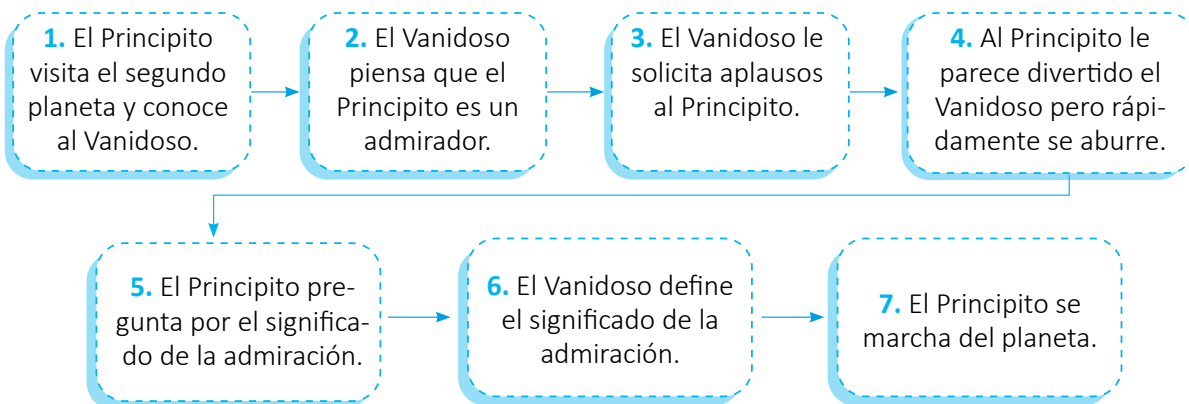 1. El Principito
visita el segundo
planeta y conoce
al Vanidoso.
2. El Vanidoso
piensa que el
Principito es un
admirador.
3. El Vanidoso le
solicita aplausos
al Principito.
4. Al Principito le
parece divertido el
Vanidoso pero rápi-
damente se aburre.
5. El Principito pre-
gunta por el significa-
do de la admiración.
6. El Vanidoso define
el significado de la
admiración.
7. El Principito se
marcha del planeta.